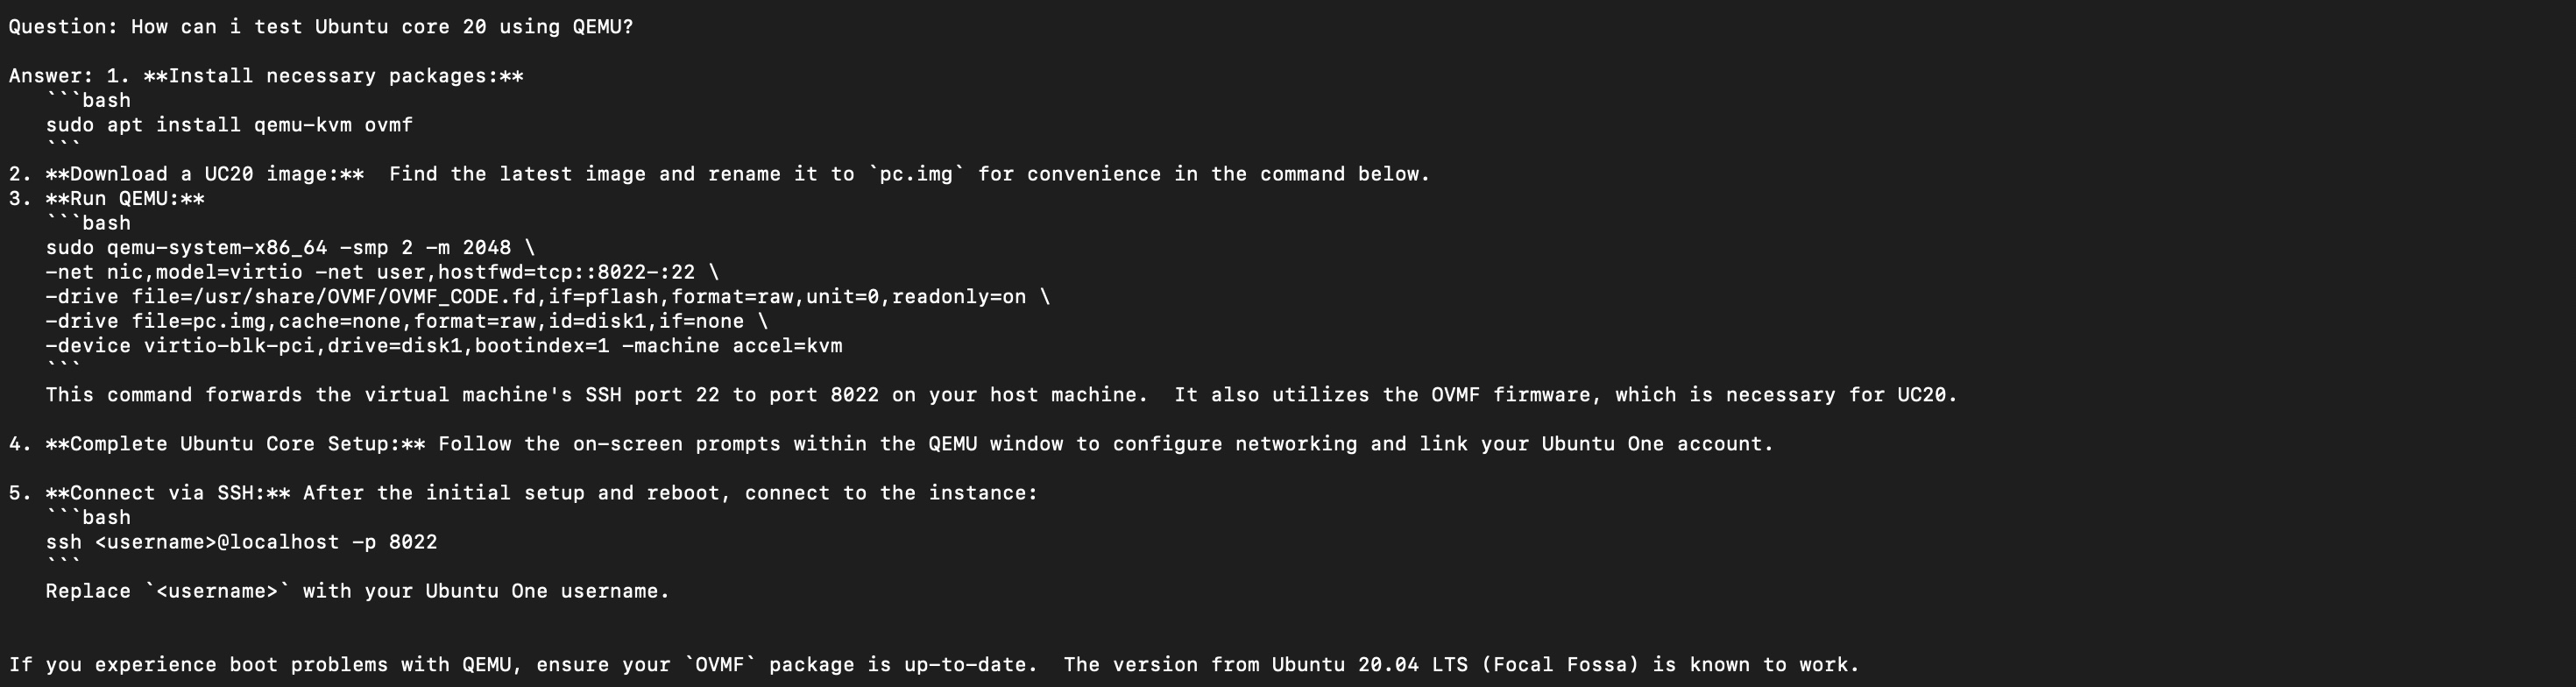 Question: How can i test Ubuntu core 20 using QEMU?
Answer: 1. **Install necessary packages:**
```bash
sudo apt install qemu-kvm ovmf
```
2. **Download a UC20 image:**  Find the latest image and rename it to `pc.img` for convenience in the command below.
3. **Run QEMU:**
```bash
sudo qemu-system-x86_64 -smp 2 -m 2048 \
-net nic,model=virtio -net user,hostfwd=tcp::8022-:22 \
-drive file=/usr/share/OVMF/OVMF_CODE.fd,if=pflash,format=raw,unit=0,readonly=on \
-drive file=pc.img,cache=none,format=raw,id=disk1,if=none \
-device virtio-blk-pci,drive=disk1,bootindex=1 -machine accel=kvm
```
This command forwards the virtual machine's SSH port 22 to port 8022 on your host machine.  It also utilizes the OVMF firmware, which is necessary for UC20.
4. **Complete Ubuntu Core Setup:** Follow the on-screen prompts within the QEMU window to configure networking and link your Ubuntu One account.
5. **Connect via SSH:** After the initial setup and reboot, connect to the instance:
```bash
ssh <username>@localhost -p 8022
```
Replace `<username>` with your Ubuntu One username.
If you experience boot problems with QEMU, ensure your `OVMF` package is up-to-date.  The version from Ubuntu 20.04 LTS (Focal Fossa) is known to work.